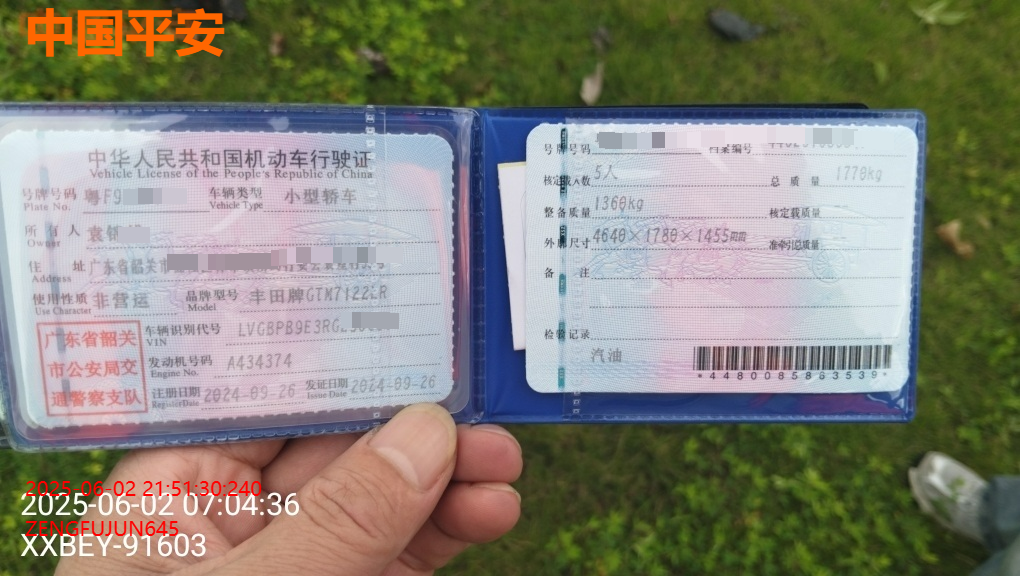 中国平安
中华人民共和国机动车行驶证
Vehicle License of the People's Republic of China
号牌号码 粤F9 车辆类型 小型轿车
Plate No. Vehicle Type
所有人 袁
Owner
住址 广东省韶关市
Address
使用性质 非营运 品牌型号 丰田牌GTM7122LR
Use Character Model
车辆识别代号 LVGBPB9E3RG
VIN
发动机号码 A434374
Engine No.
注册日期 2024-09-26 发证日期 2024-09-26
Register Date Issue Date
广东省韶关
市公安局交
通警察支队
号牌号码 档案编号
核定载人数 5人 总质量 1770kg
整备质量 1360kg 核定载质量
外廓尺寸 4640×1780×1455mm 准牵引总质量
备注
检验记录
汽油
*4480085863539*
2025-06-02 21:51:30:240
2025-06-02 07:04:36
ZENGFUJUN645
XXBEY-91603